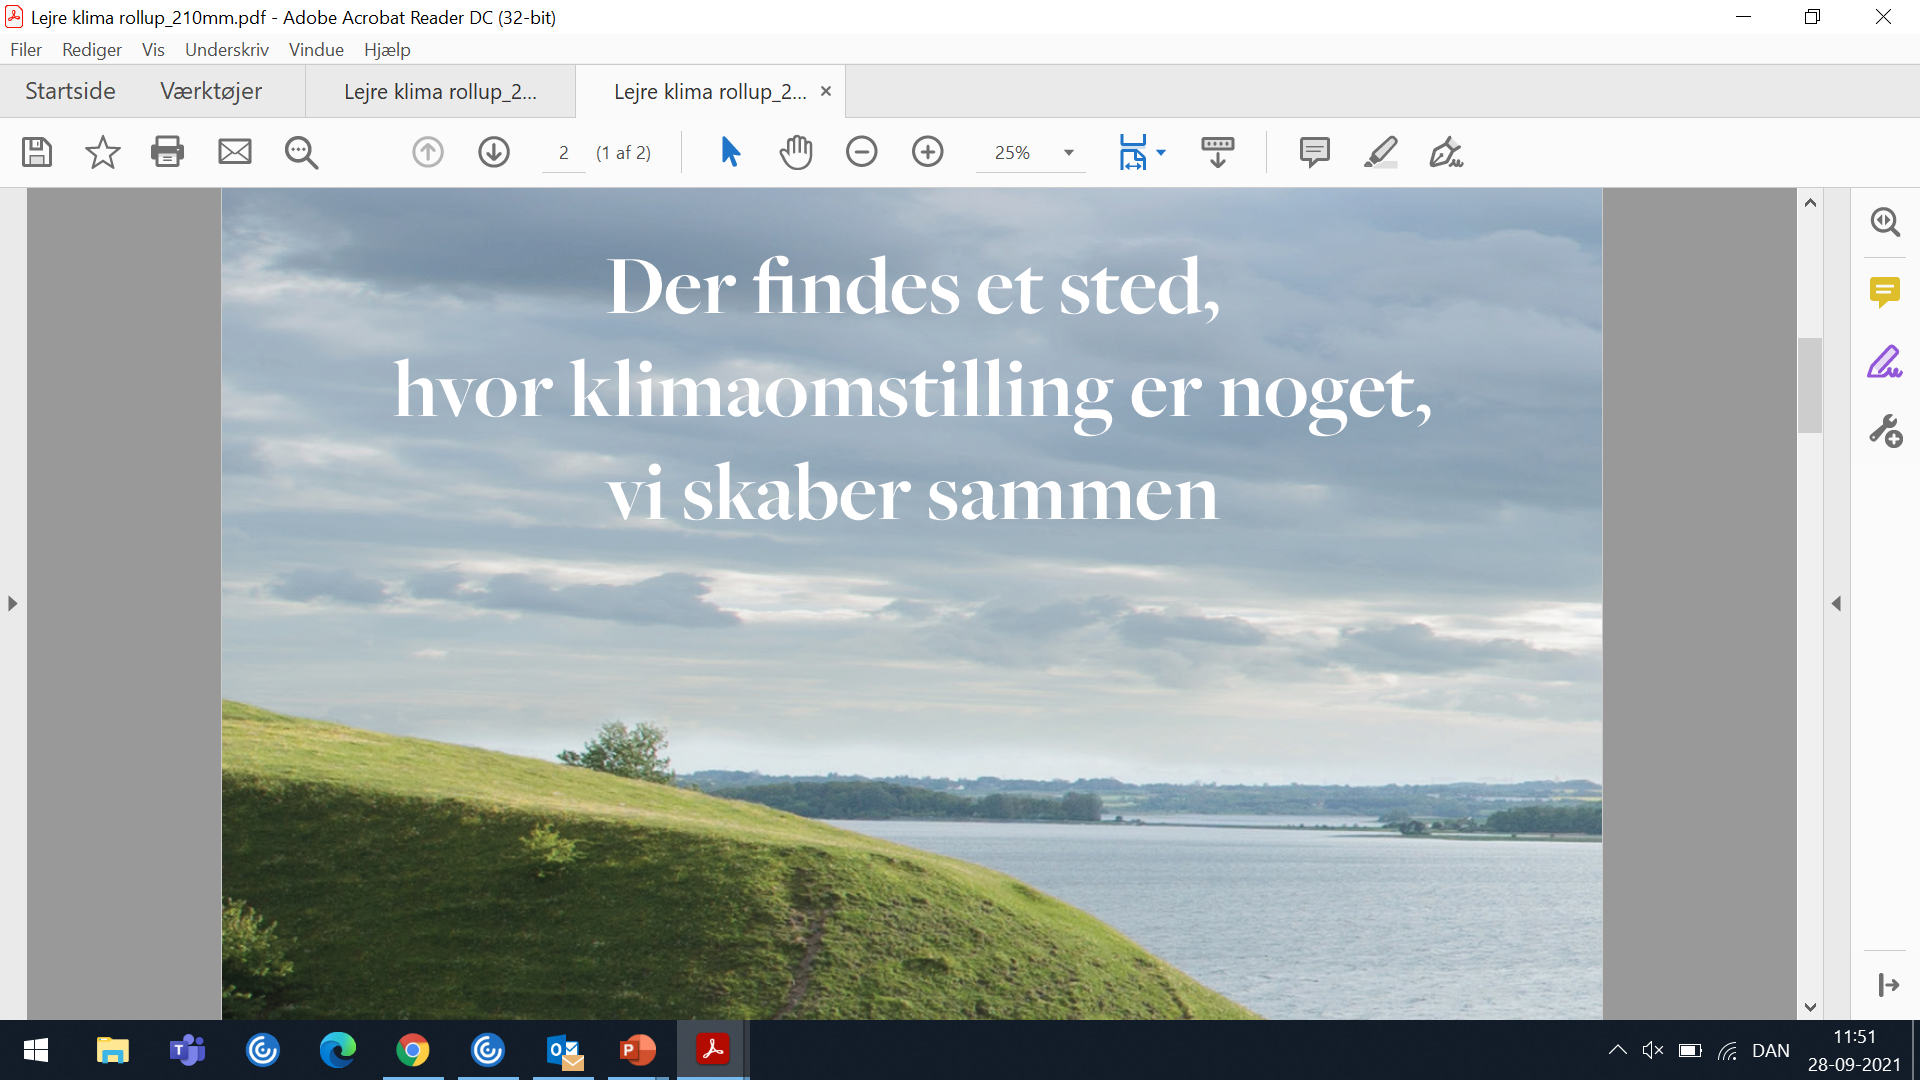 Lejre klima rollup_210mm.pdf - Adobe Acrobat Reader DC (32-bit)
Filer Rediger Vis Underskriv Vindue Hjælp
Startside Værktøjer Lejre klima rollup_2... Lejre klima rollup_2... ×
2 (1 af 2) 25%
Der findes et sted,
hvor klimaomstilling er noget,
vi skaber sammen
DAN
11:51
28-09-2021